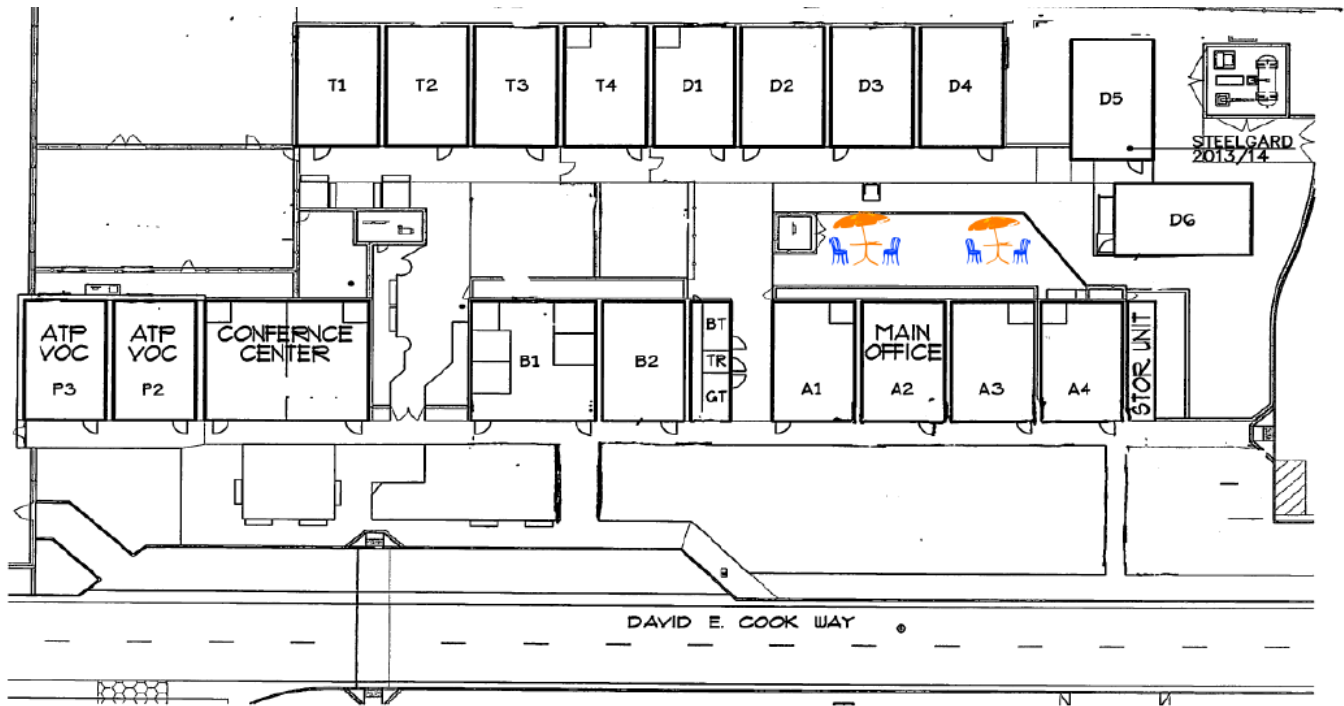 T1
T2
T3
T4
D1
D2
D3
D4
D5
STEELGARD
2013/14
D6
ATP
VOC
P3
ATP
VOC
P2
CONFERNCE
CENTER
B1
B2
BT
TR
GT
A1
MAIN
OFFICE
A2
A3
A4
STOR UNIT
DAVID E. COOK WAY